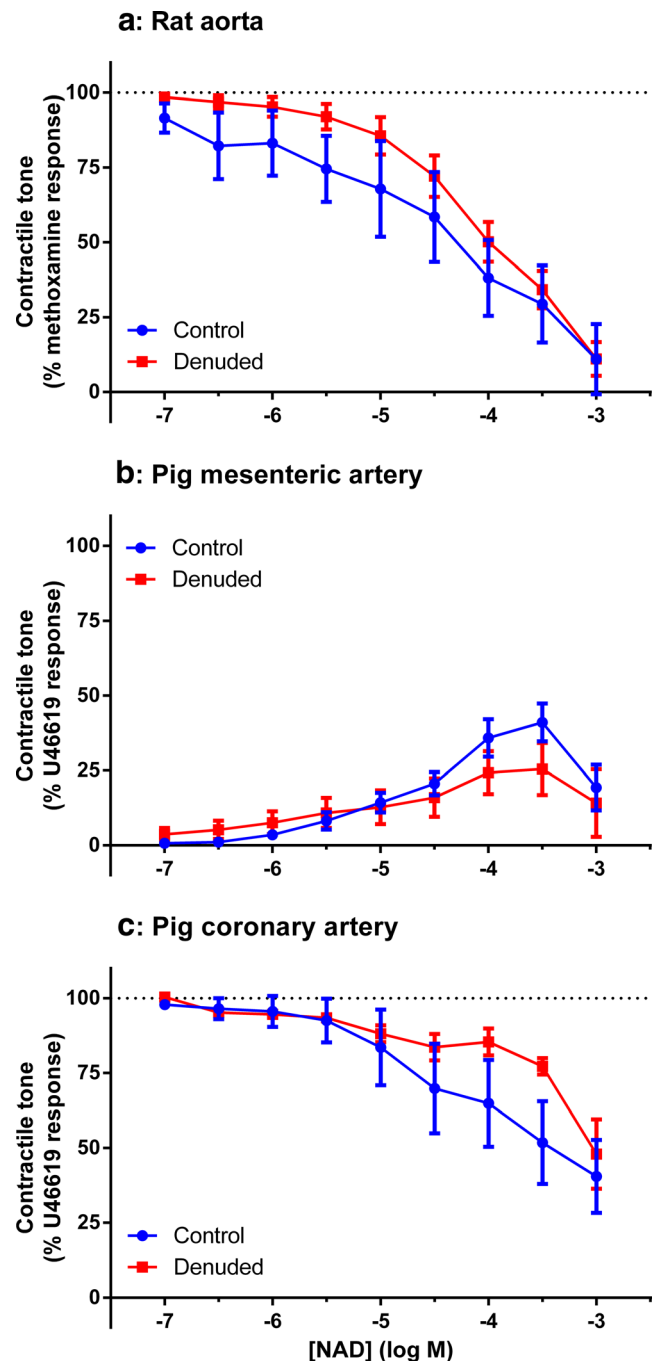 a: Rat aorta
Contractile tone
(% methoxamine response)
100
75
50
25
0
Control
Denuded
-7 -6 -5 -4 -3
b: Pig mesenteric artery
Contractile tone
(% U46619 response)
100
75
50
25
0
Control
Denuded
-7 -6 -5 -4 -3
c: Pig coronary artery
Contractile tone
(% U46619 response)
100
75
50
25
0
Control
Denuded
-7 -6 -5 -4 -3
[NAD] (log M)